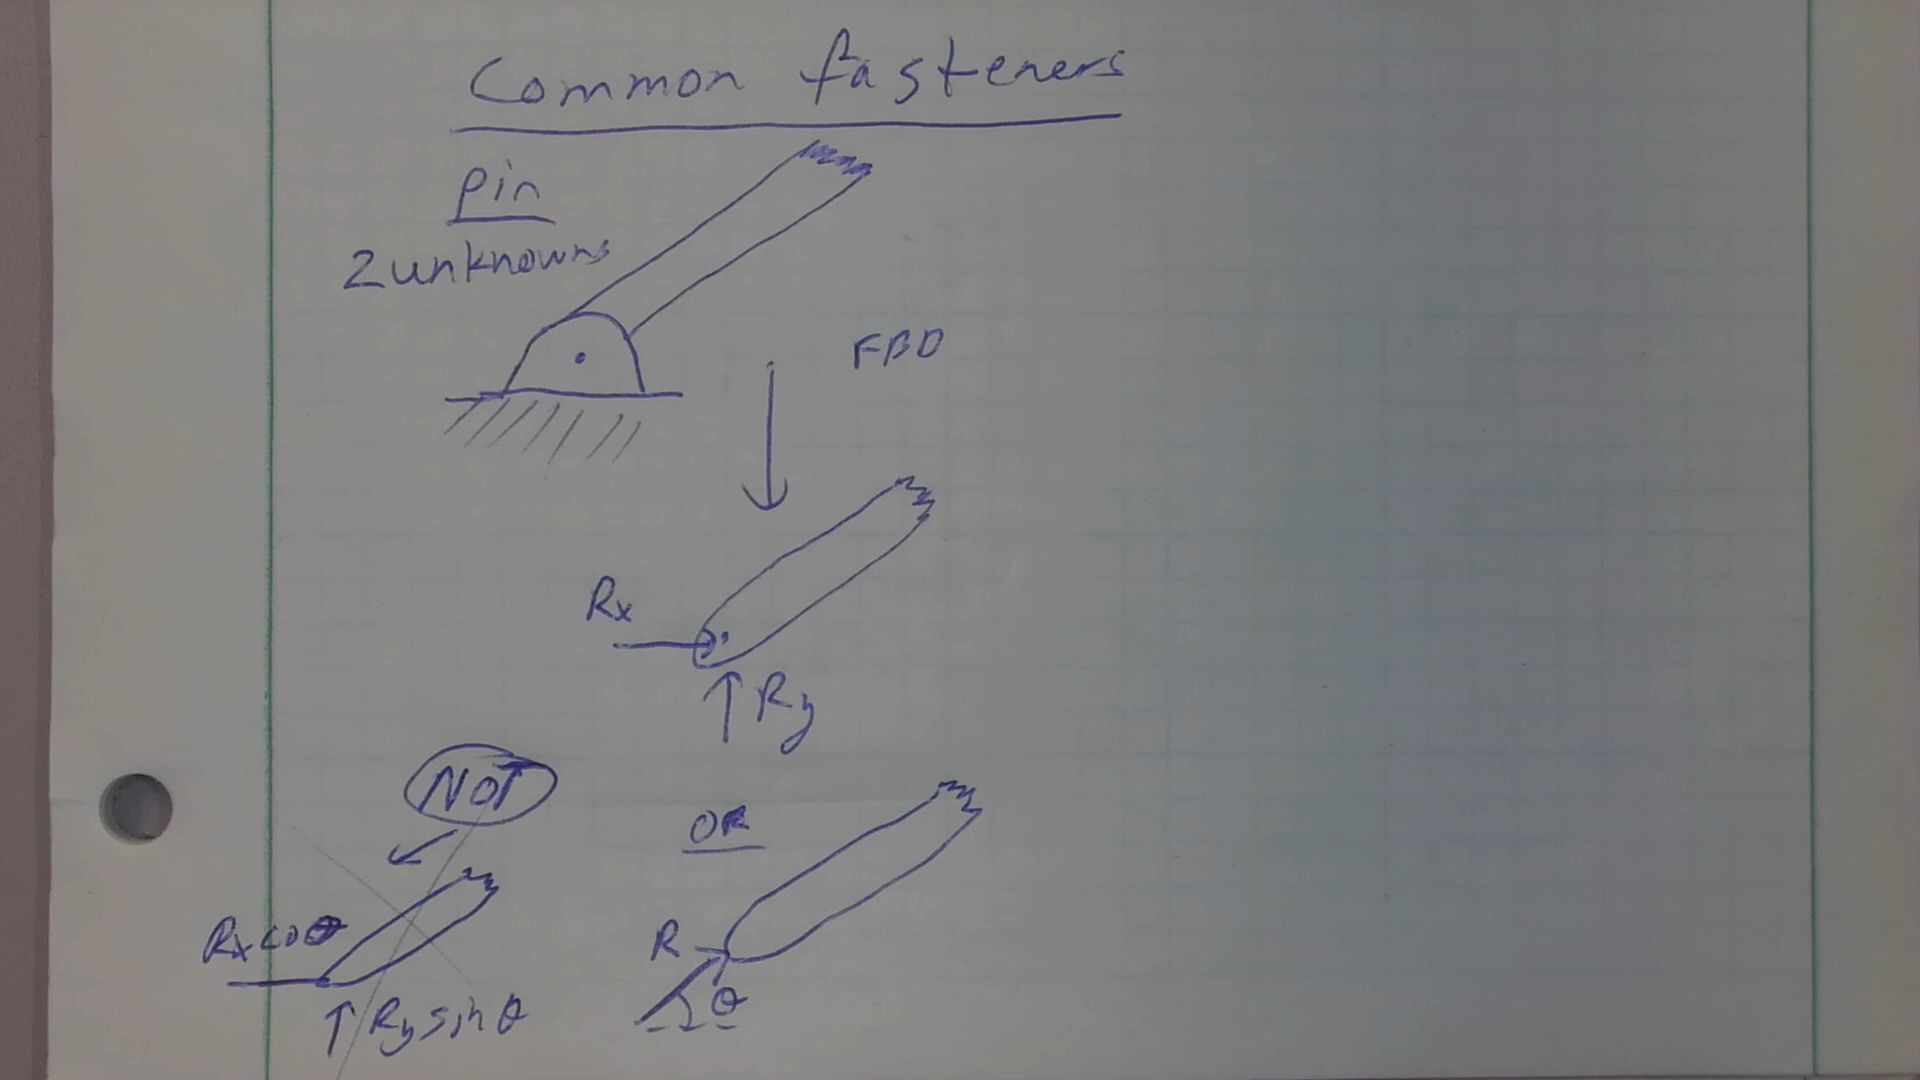 Common fasteners
pin
2 unknowns
FBD
Rx
Ry
NOT
OR
R
θ
Rx cos θ
Ry sin θ